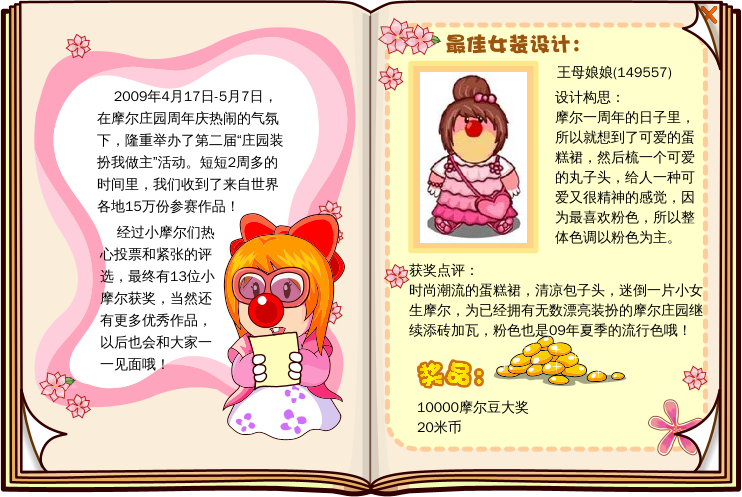 2009年4月17日-5月7日，
在摩尔庄园周年庆热闹的气氛
下，隆重举办了第二届“庄园装
扮我做主”活动。短短2周多的
时间里，我们收到了来自世界
各地15万份参赛作品！
经过小摩尔们热
心投票和紧张的评
选，最终有13位小
摩尔获奖，当然还
有更多优秀作品，
以后也会和大家一
一见面哦！
最佳女装设计：
王母娘娘(149557)
设计构思：
摩尔一周年的日子里，
所以就想到了可爱的蛋
糕裙，然后梳一个可爱
的丸子头，给人一种可
爱又很精神的感觉，因
为最喜欢粉色，所以整
体色调以粉色为主。
获奖点评：
时尚潮流的蛋糕裙，清凉包子头，迷倒一片小女
生摩尔，为已经拥有无数漂亮装扮的摩尔庄园继
续添砖加瓦，粉色也是09年夏季的流行色哦！
奖品：
10000摩尔豆大奖
20米币